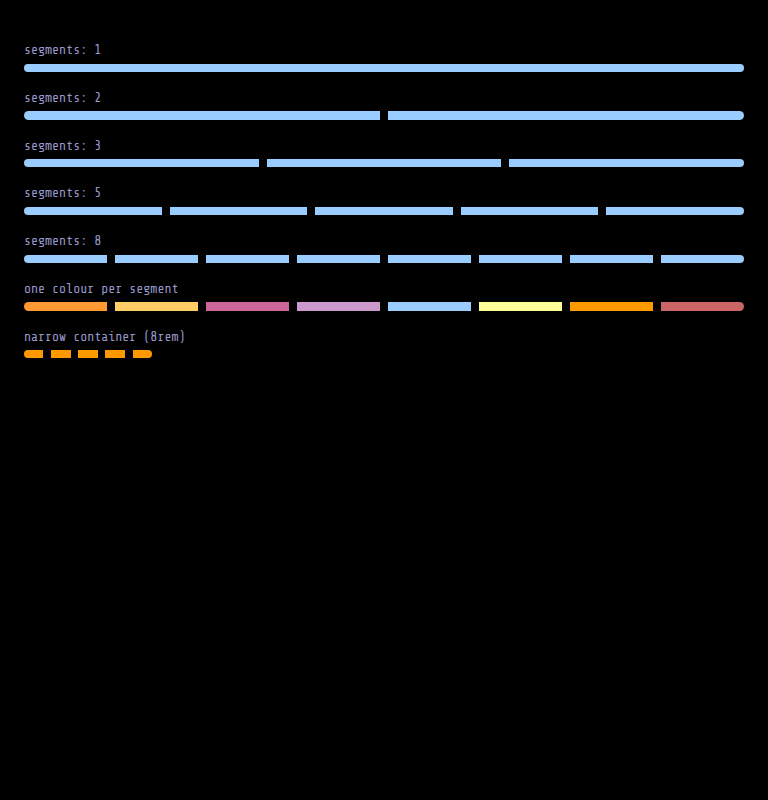 segments: 1
segments: 2
segments: 3
segments: 5
segments: 8
one colour per segment
narrow container (8rem)